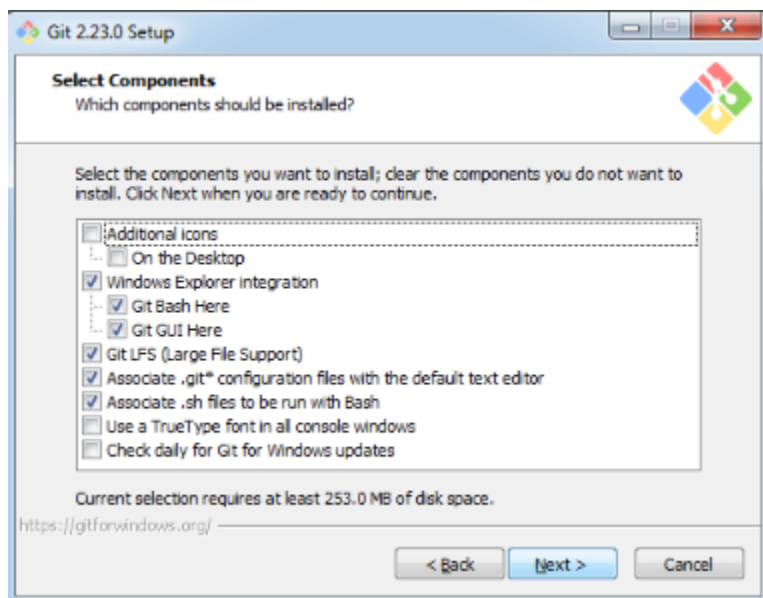 Git 2.23.0 Setup
Select Components
Which components should be installed?
Select the components you want to install; clear the components you do not want to
install. Click Next when you are ready to continue.
Additional icons
On the Desktop
Windows Explorer integration
Git Bash Here
Git GUI Here
Git LFS (Large File Support)
Associate .git* configuration files with the default text editor
Associate .sh files to be run with Bash
Use a TrueType font in all console windows
Check daily for Git for Windows updates
Current selection requires at least 253.0 MB of disk space.
https://gitforwindows.org/
< Back
Next >
Cancel